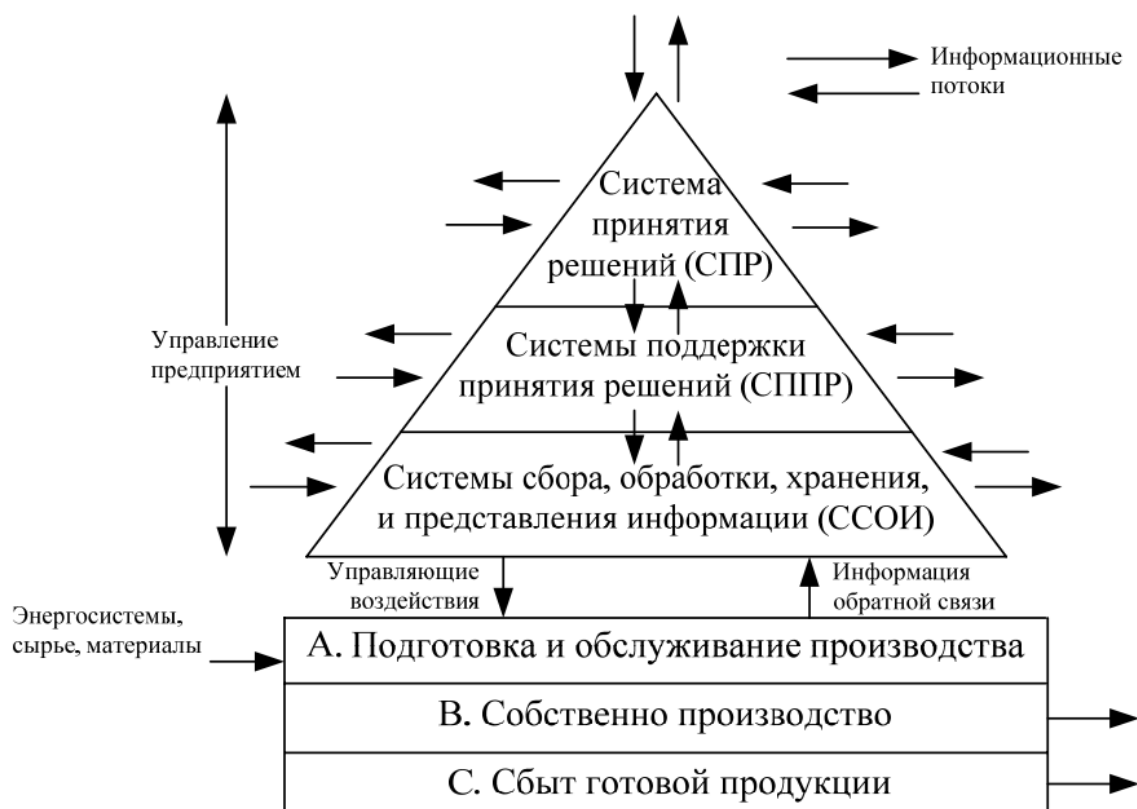 Информационные
потоки
Система
принятия
решений (СПР)
Управление
предприятием
Системы поддержки
принятия решений (СППР)
Системы сбора, обработки, хранения,
и представления информации (ССОИ)
Управляющие
воздействия
Информация
обратной связи
Энергосистемы,
сырье, материалы
А. Подготовка и обслуживание производства
В. Собственно производство
С. Сбыт готовой продукции